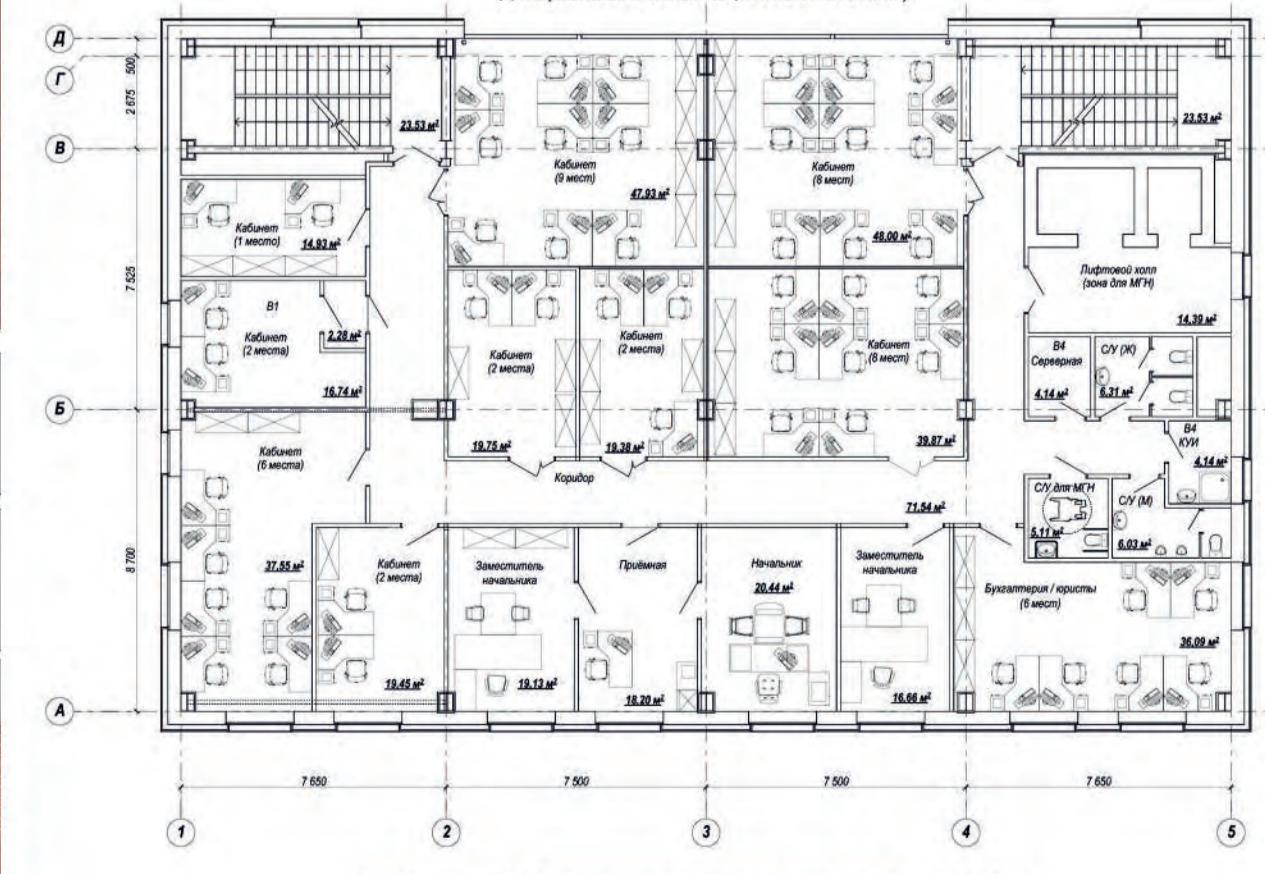 Д
Г
В
Б
А
500
2 675
7 525
8 700
23.53 м²
23.53 м²
Кабинет
(9 мест)
47.93 м²
Кабинет
(8 мест)
48.00 м²
Кабинет
(1 место)
14.93 м²
Лифтовой холл
(зона для МГН)
14.39 м²
В1
Кабинет
(2 места)
2.28 м²
16.74 м²
Кабинет
(2 места)
19.75 м²
Кабинет
(2 места)
19.38 м²
Кабинет
(8 мест)
39.87 м²
В4
Серверная
4.14 м²
С/У (Ж)
6.31 м²
В4
КУИ
4.14 м²
Кабинет
(6 места)
37.55 м²
Коридор
71.54 м²
С/У для МГН
5.11 м²
С/У (М)
6.03 м²
Кабинет
(2 места)
19.45 м²
Заместитель
начальника
19.13 м²
Приёмная
18.20 м²
Начальник
20.44 м²
Заместитель
начальника
16.66 м²
Бухгалтерия / юристы
(6 мест)
36.09 м²
7 650
7 500
7 500
7 650
1
2
3
4
5